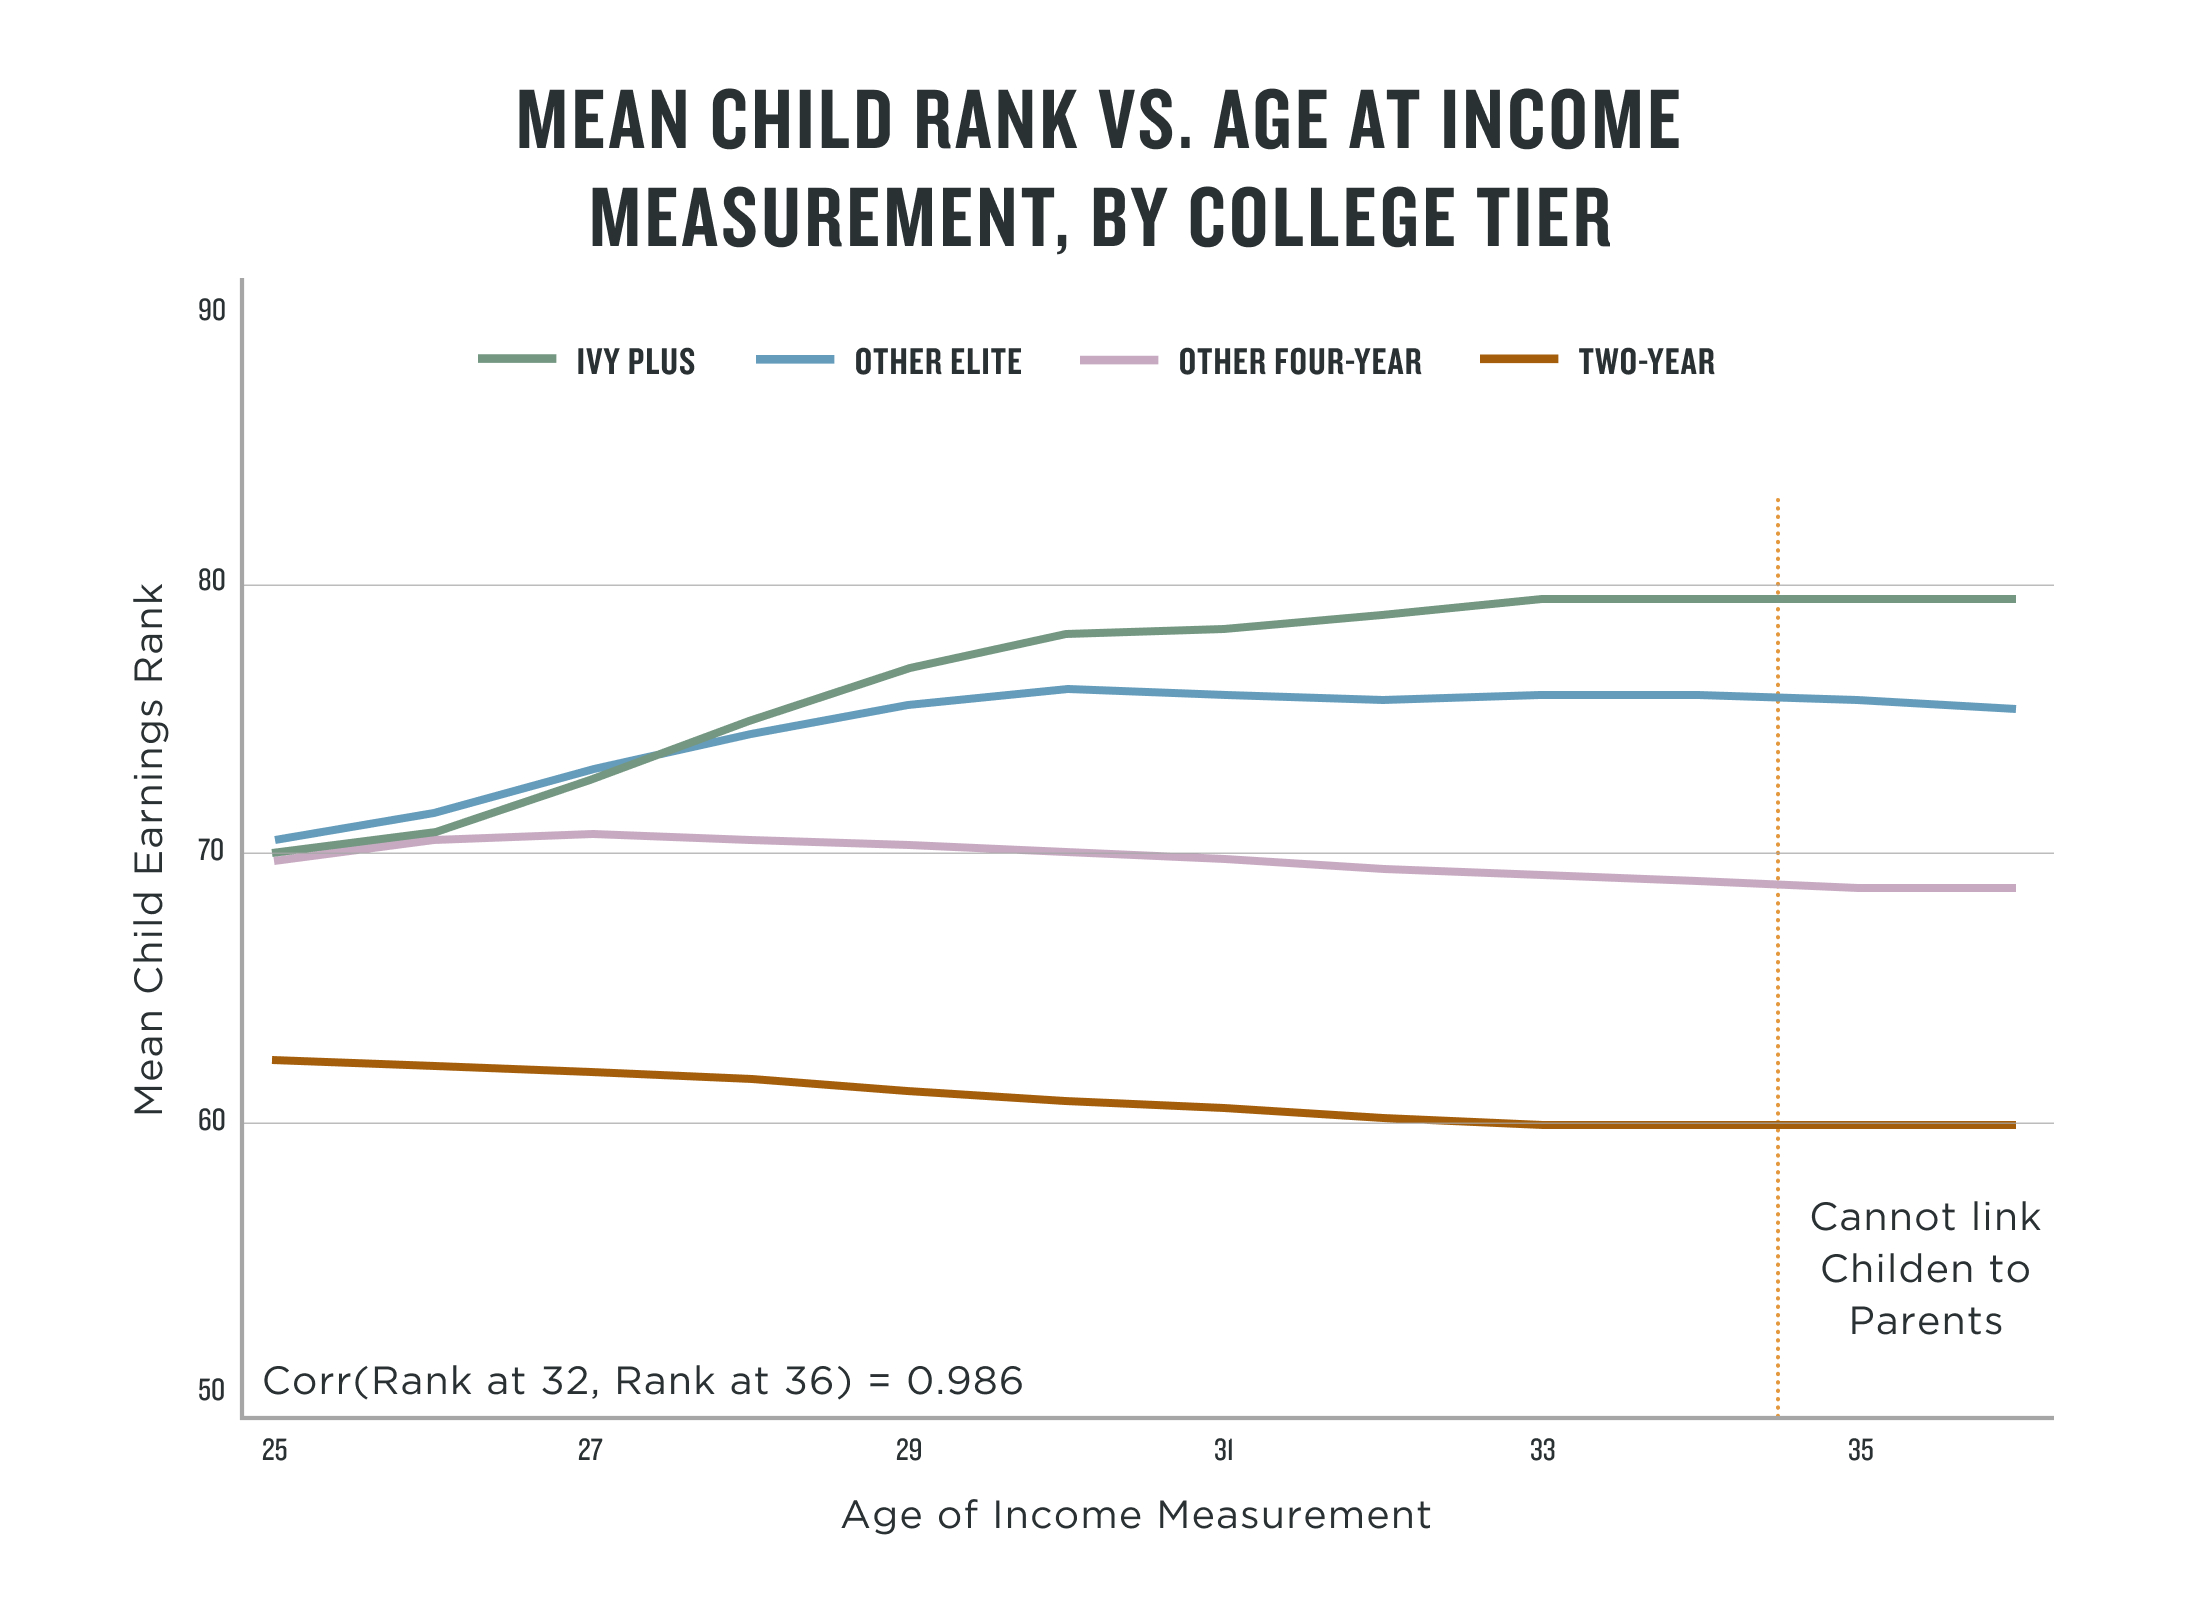 MEAN CHILD RANK VS. AGE AT INCOME
MEASUREMENT, BY COLLEGE TIER
90
IVY PLUS
OTHER ELITE
OTHER FOUR-YEAR
TWO-YEAR
80
70
60
50
Mean Child Earnings Rank
Cannot link
Childen to
Parents
Corr(Rank at 32, Rank at 36) = 0.986
25 27 29 31 33 35
Age of Income Measurement